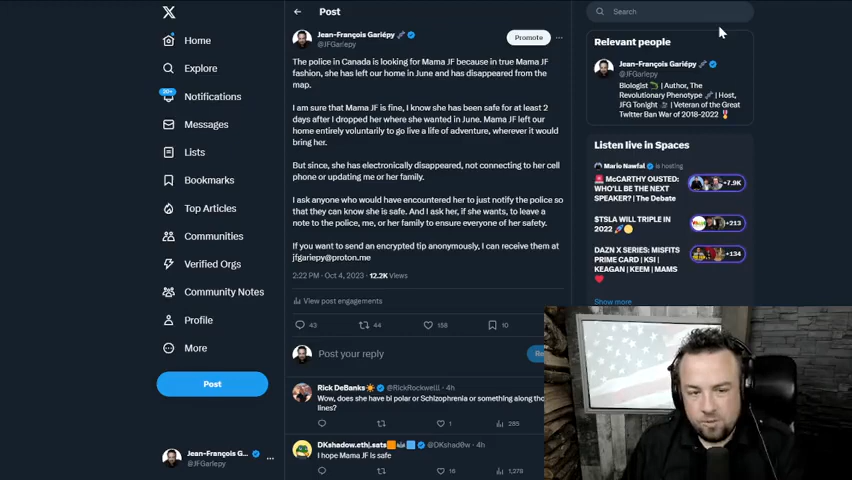 Home
Explore
20+
Notifications
Messages
Lists
Bookmarks
Top Articles
Communities
Verified Orgs
Community Notes
Profile
More
Post
Jean-François G...
@JFGariepy
Post
Jean-François Gariépy
@JFGariepy
Promote
The police in Canada is looking for Mama JF because in true Mama JF
fashion, she has left our home in June and has disappeared from the
map.
I am sure that Mama JF is fine, I know she has been safe for at least 2
days after I dropped her where she wanted in June. Mama JF left our
home entirely voluntarily to go live a life of adventure, wherever it would
bring her.
But since, she has electronically disappeared, not connecting to her cell
phone or updating me or her family.
I ask anyone who would have encountered her to just notify the police so
that they can know she is safe. And I ask her, if she wants, to leave a
note to the police, me, or her family to ensure everyone of her safety.
If you want to send an encrypted tip anonymously, I can receive them at
jfgariepy@proton.me
2:22 PM · Oct 4, 2023 · 12.2K Views
View post engagements
43 44 158 10
Post your reply
Rick DeBanks @RickRockwelll · 4h
Wow, does she have bi polar or Schizophrenia or something along tho
lines?
1 285
DKshadow.eth|.sats @DKshad0w · 4h
I hope Mama JF Is safe
16 1,278
Search
Relevant people
Jean-François Gariépy
@JFGariepy
Biologist | Author, The
Revolutionary Phenotype | Host,
JFG Tonight | Veteran of the Great
Twitter Ban War of 2018-2022
Listen live in Spaces
Mario Nawfal is hosting
McCARTHY OUSTED:
WHO'LL BE THE NEXT
SPEAKER? | The Debate
+7.9K
$TSLA WILL TRIPLE IN
2022
+213
DAZN X SERIES: MISFITS
PRIME CARD | KSI |
KEAGAN | KEEM | MAMS
+134
Show more